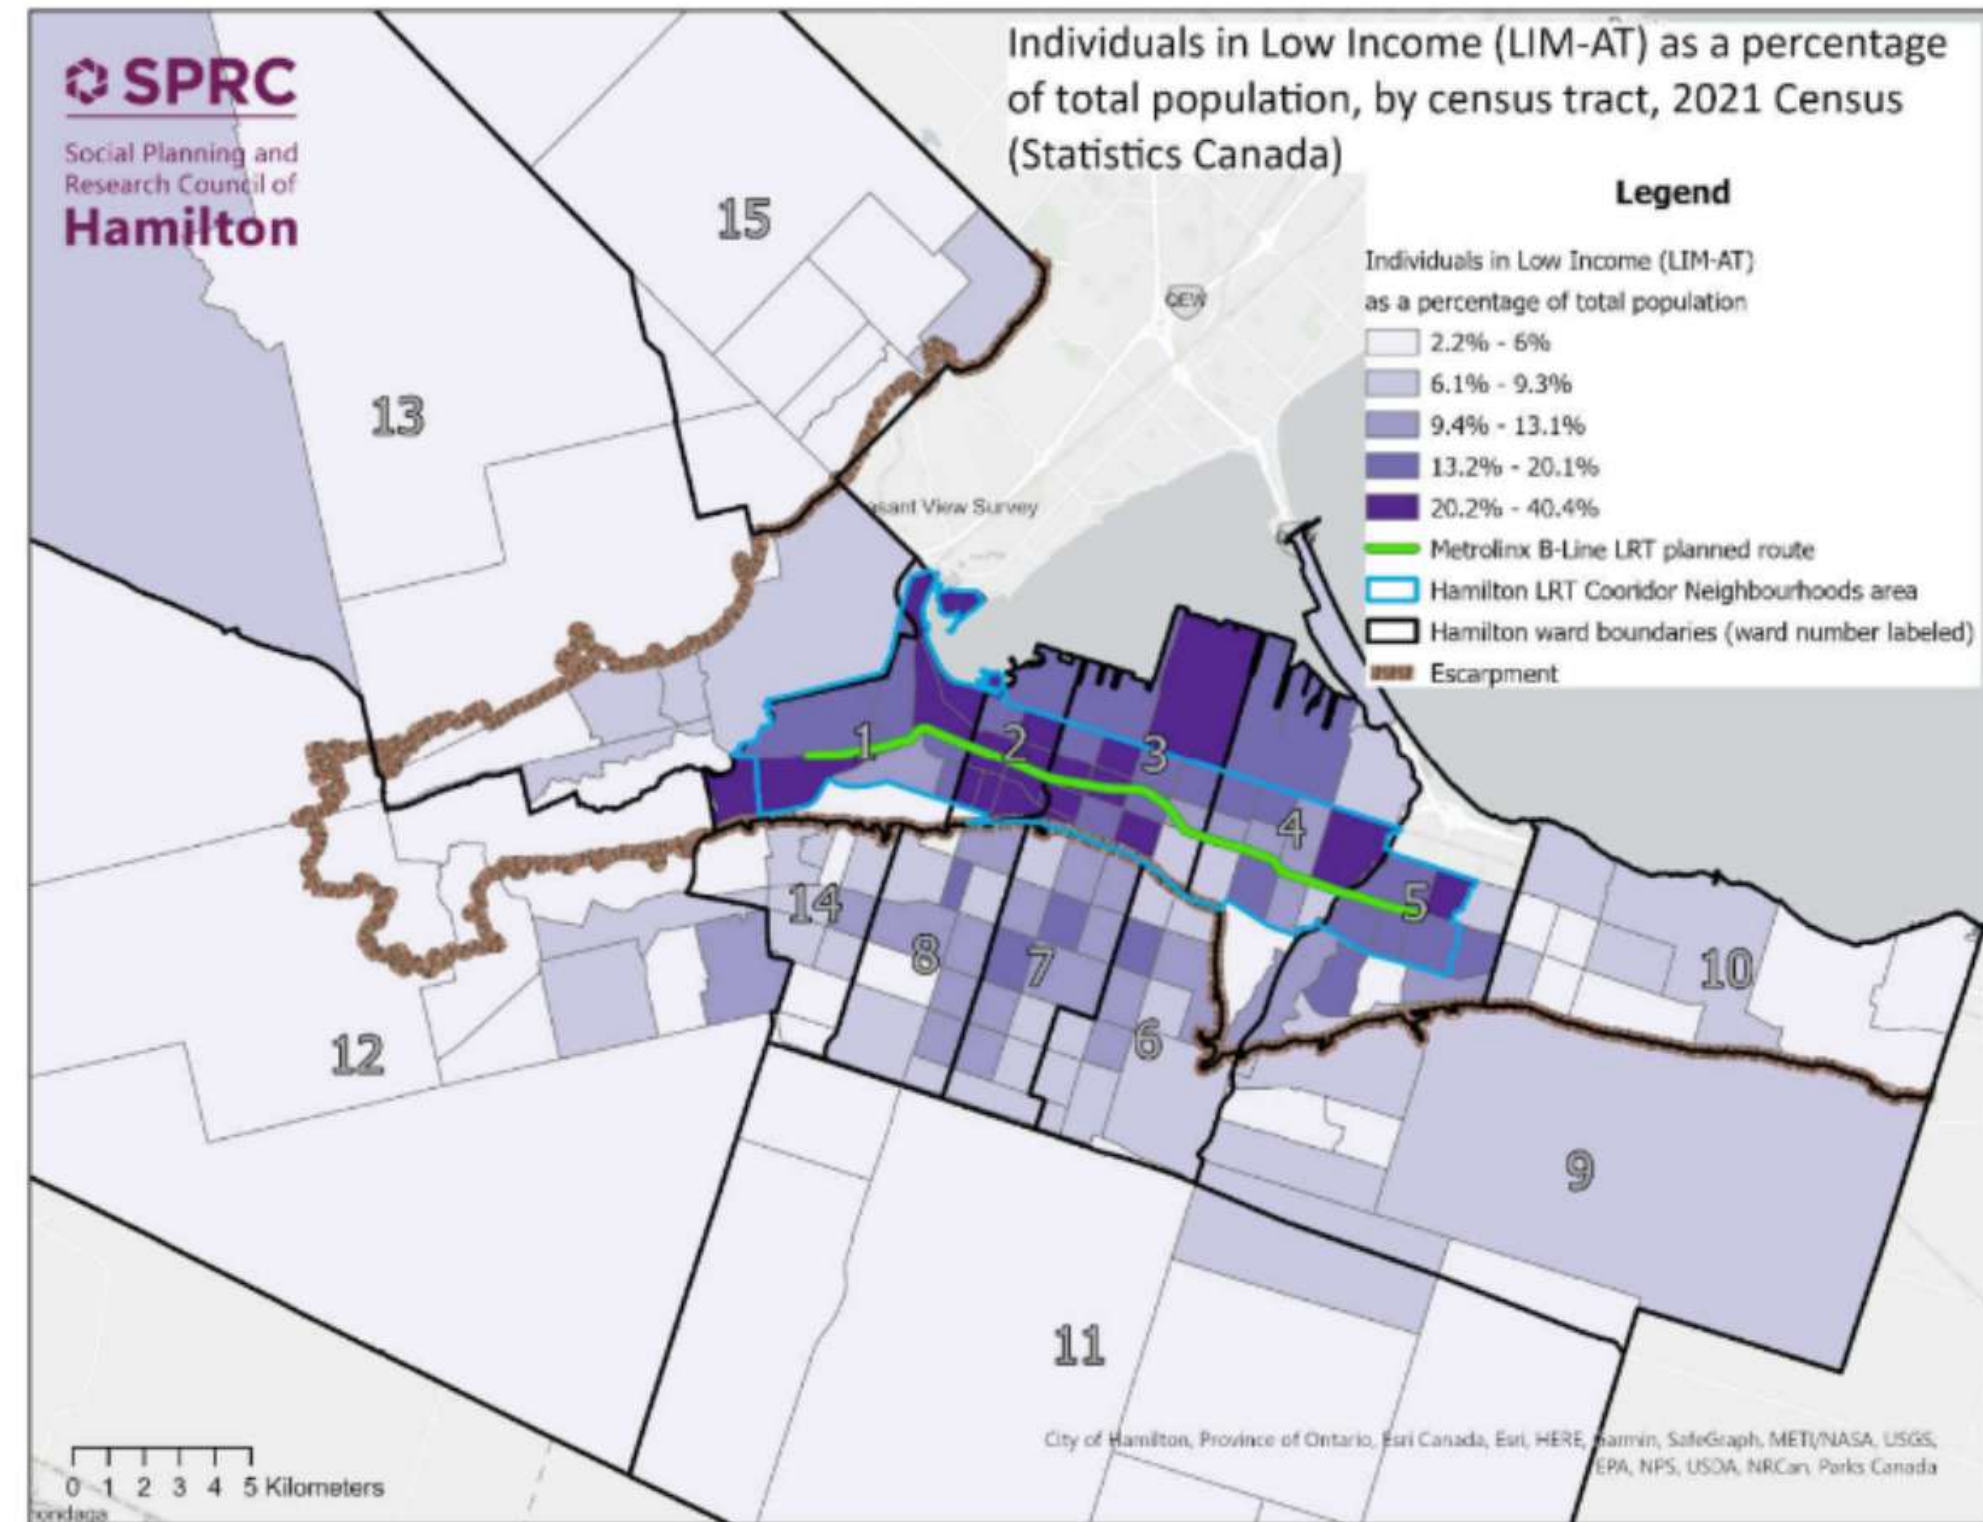 SPRC
Social Planning and
Research Council of
Hamilton
Individuals in Low Income (LIM-AT) as a percentage
of total population, by census tract, 2021 Census
(Statistics Canada)
Legend
Individuals in Low Income (LIM-AT)
as a percentage of total population
2.2% - 6%
6.1% - 9.3%
9.4% - 13.1%
13.2% - 20.1%
20.2% - 40.4%
Metrolinx B-Line LRT planned route
Hamilton LRT Cooridor Neighbourhoods area
Hamilton ward boundaries (ward number labeled)
Escarpment
15
QEW
13
asant View Survey
1
2
3
4
5
14
8
7
6
10
12
9
11
City of Hamilton, Province of Ontario, Esri Canada, Esri, HERE, Garmin, SafeGraph, METI/NASA, USGS,
EPA, NPS, USDA, NRCan, Parks Canada
0 1 2 3 4 5 Kilometers
hondaga